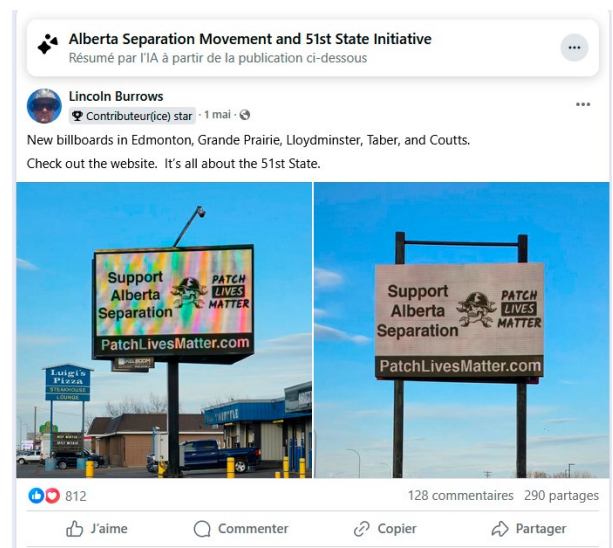 Alberta Separation Movement and 51st State Initiative
Résumé par l'IA à partir de la publication ci-dessous
Lincoln Burrows
Contributeur(ice) star · 1 mai ·
New billboards in Edmonton, Grande Prairie, Lloydminster, Taber, and Coutts.
Check out the website. It's all about the 51st State.
Support
Alberta
Separation
PATCH
LIVES
MATTER
PatchLivesMatter.com
Luigi's
Pizza
STEAKHOUSE
LOUNGE
Support
Alberta
Separation
PATCH
LIVES
MATTER
PatchLivesMatter.com
812
128 commentaires 290 partages
J'aime
Commenter
Copier
Partager